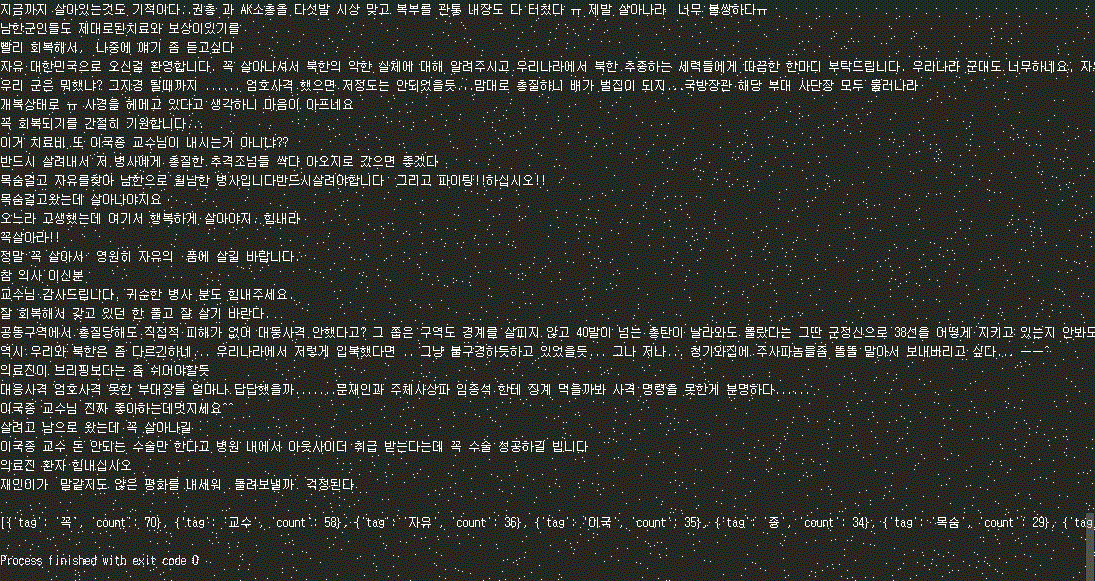 지금까지 살아있는것도 기적이다..권총 과 AK소총을 다섯발 시상 맞고 복부를 관통 내장도 다 터졌다 ㅠ 제발 살아나라  너무 불쌍하다ㅠ
남한군인들도 제대로된치료와 보상이있기를
빨리 회복해서, 나중에 얘기 좀 듣고싶다
자유 대한민국으로 오신걸 환영합니다. 꼭 살아나셔서 북한의 악한 실체에 대해 알려주시고 우리나라에서 북한 추종하는 세력들에게 따끔한 한마디 부탁드립니다. 우리나라 군대도 너무하네요,
우리 군은 뭐했냐? 그지경 될때까지 ...... 엄호사격 했으면 저정도는 안되었을듯...맘대로 총질하니 배가 벌집이 되지...국방장관 해당 부대 사단장 모두 물러나라
개복상태로 ㅠ 사경을 헤메고 있다고 생각하니 마음이 아프네요
꼭 회복되기를 간절히 기원합니다...
이거 치료비 또 이국종 교수님이 내시는거 아니냐??
반드시 살려내서 저 병사에게 총질한 추격조넘들 싹다 아오지로 갔으면 좋겠다
목숨걸고 자유를찾아 남한으로 월남한 병사입니다반드시살려야합니다  그리고 파이팅!!하십시오!!
목숨걸고왔는데 살아나야지요
오느라 고생했는데 여기서 행복하게 살아야지. 힘내라
꼭살아라!!
정말 꼭 살아서  영원히 자유의  품에 살길 바랍니다.
참 의사 이신분
교수님 감사드립니다, 귀순한 병사 분도 힘내주세요.
잘 회복해서 갖고 있던 한 풀고 잘 살기 바란다..
공동구역에서 총질당해도 직접적 피해가 없어 대응사격 안했다고? 그 좁은 구역도 경계를 살피지 않고 40발이 넘는 총탄이 날라와도 몰랐다는 그딴 군정신으로 38선을 어떻게 지키고 있는지 안봐도
역시 우리와 북한은 좀 다르긴하네... 우리나라에서 저렇게 입북했다면 .. 그냥 불구경하듯하고 있었을듯... 그나 저나... 청가와집에 주사파놈들좀 똘똘 말아서 보내버리고 싶다... ㅡㅡ^
의료진이 브리핑보다는 좀 쉬어야할듯
대응사격 엄호사격 못한 부대장들 얼마나 답답했을까.......문재인과 주체사상파 임종석 한테 징계 먹을까봐 사격 명령을 못한게 분명하다.......
이국종 교수님 진짜 좋아하는데멋지세요^^
살려고 남으로 왔는데 꼭 살아나길
이국종 교수 돈 안되는 수술만 한다고 병원 내에서 아웃사이더 취급 받는다는데 꼭 수술 성공하길 빕니다
의료진 환자 힘내십시오
재인이가  말같지도 않은 평화를 내세워  돌려보낼까  걱정된다.
[{'tag': '꼭', 'count': 70}, {'tag': '교수', 'count': 58}, {'tag': '자유', 'count': 36}, {'tag': '이국', 'count': 35}, {'tag': '종', 'count': 34}, {'tag': '목숨', 'count': 29}, {'tag
Process finished with exit code 0